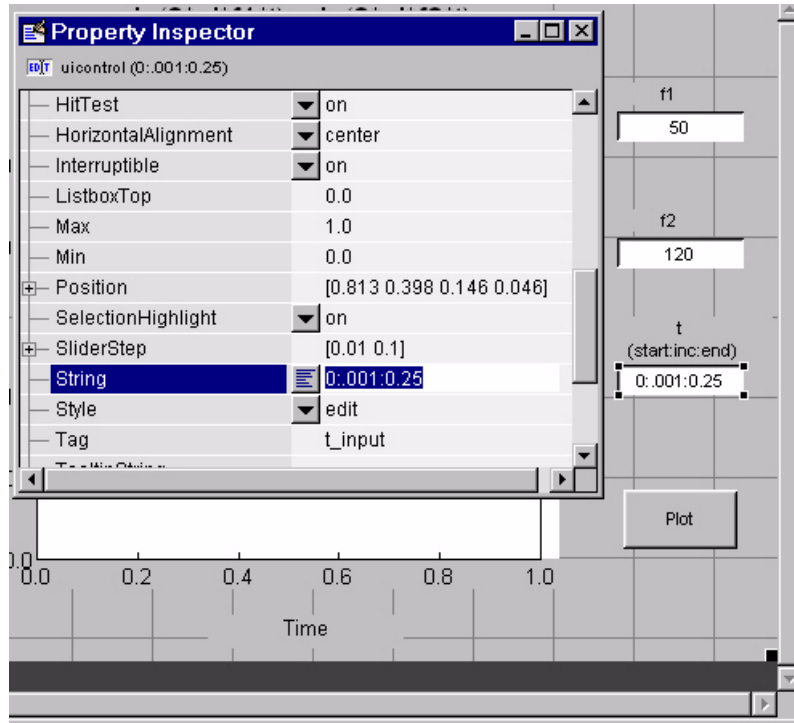 Property Inspector
EDIT uicontrol (0:.001:0.25)
HitTest on
HorizontalAlignment center
Interruptible on
ListboxTop 0.0
Max 1.0
Min 0.0
Position [0.813 0.398 0.146 0.046]
SelectionHighlight on
SliderStep [0.01 0.1]
String 0:.001:0.25
Style edit
Tag t_input
f1
50
f2
120
t
(start:inc:end)
0:.001:0.25
Plot
0.0 0.2 0.4 0.6 0.8 1.0
Time